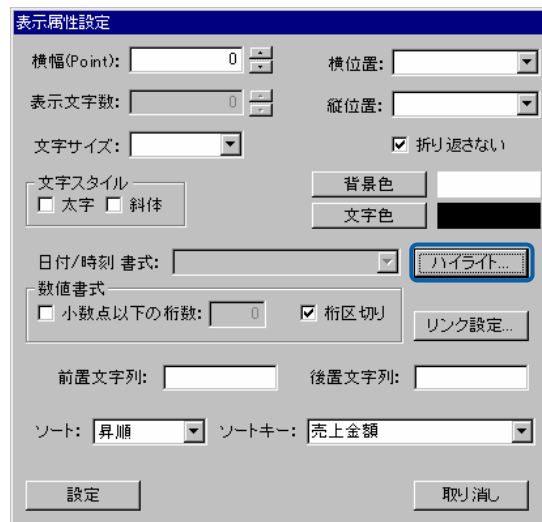 表示属性設定
横幅(Point): 0 横位置:
表示文字数: 0 縦位置:
文字サイズ: 折り返さない
文字スタイル 背景色
太字 斜体
文字色
日付/時刻 書式: ハイライト...
数値書式
小数点以下の桁数: 0 桁区切り リンク設定...
前置文字列: 後置文字列:
ソート: 昇順 ソートキー: 売上金額
設定 取り消し